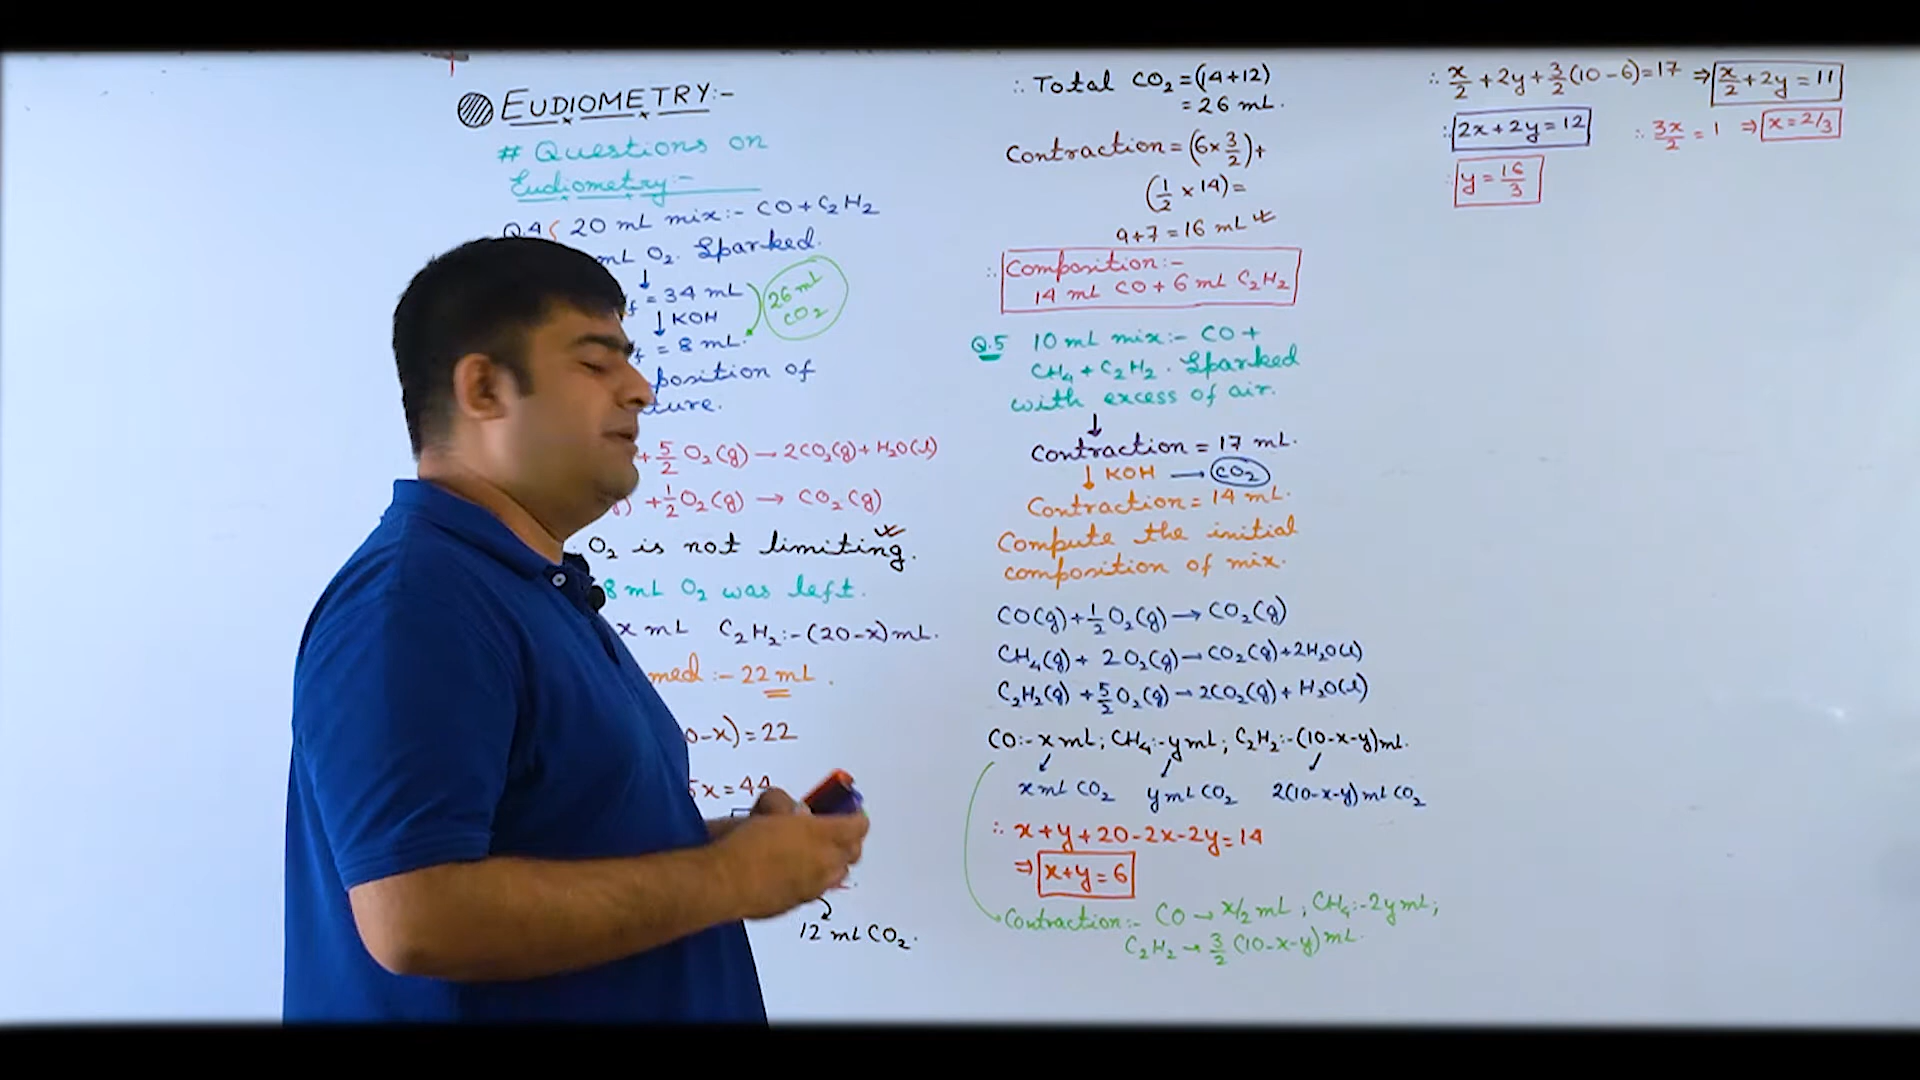 EUDIOMETRY:-
# Questions on
Eudiometry:-
Q.4 20 mL mix:- CO + C₂H₂
mL O₂. Sparked.
↓
f = 34 mL
↓ KOH
26 mL
CO₂
f = 8 mL.
position of
ture.
+ 5/2 O₂(g) → 2CO₂(g) + H₂O(l)
g) + 1/2 O₂(g) → CO₂(g)
O₂ is not limiting.
8 mL O₂ was left.
x mL C₂H₂:- (20-x) mL.
med :- 22 mL.
0-x) = 22
5x = 44
12 mL CO₂.
∴ Total CO₂ = (14+12)
= 26 mL.
Contraction = (6 x 3/2) +
(1/2 x 14) =
9+7 = 16 mL
∴ Composition:-
14 mL CO + 6 mL C₂H₂
Q.5 10 mL mix:- CO +
CH₄ + C₂H₂. Sparked
with excess of air.
↓
Contraction = 17 mL.
↓ KOH → CO₂
Contraction = 14 mL.
Compute the initial
composition of mix.
CO(g) + 1/2 O₂(g) → CO₂(g)
CH₄(g) + 2O₂(g) → CO₂(g) + 2H₂O(l)
C₂H₂(g) + 5/2 O₂(g) → 2CO₂(g) + H₂O(l)
CO:- x mL; CH₄:- y mL; C₂H₂:- (10-x-y) mL.
x mL CO₂ y mL CO₂ 2(10-x-y) mL CO₂
∴ x+y+20-2x-2y = 14
⇒ x+y = 6
Contraction:- CO → x/2 mL; CH₄:- 2y mL;
C₂H₂ → 3/2 (10-x-y) mL.
∴ x/2 + 2y + 3/2 (10-6) = 17 ⇒ x/2 + 2y = 11
∴ 2x + 2y = 12 ∴ 3x/2 = 1 ⇒ x = 2/3
∴ y = 16/3